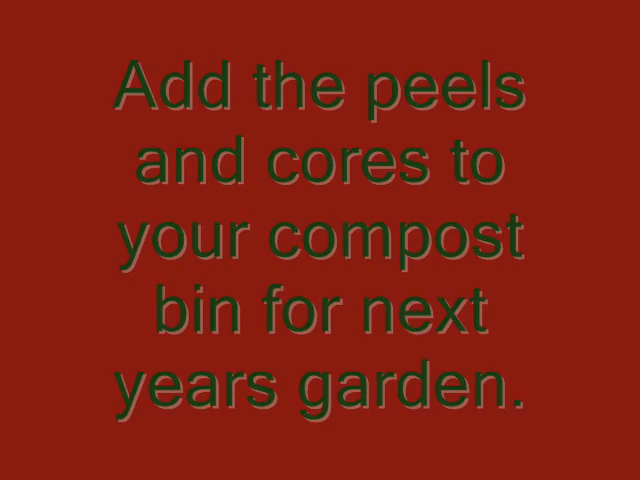 Add the peels
and cores to
your compost
bin for next
years garden.